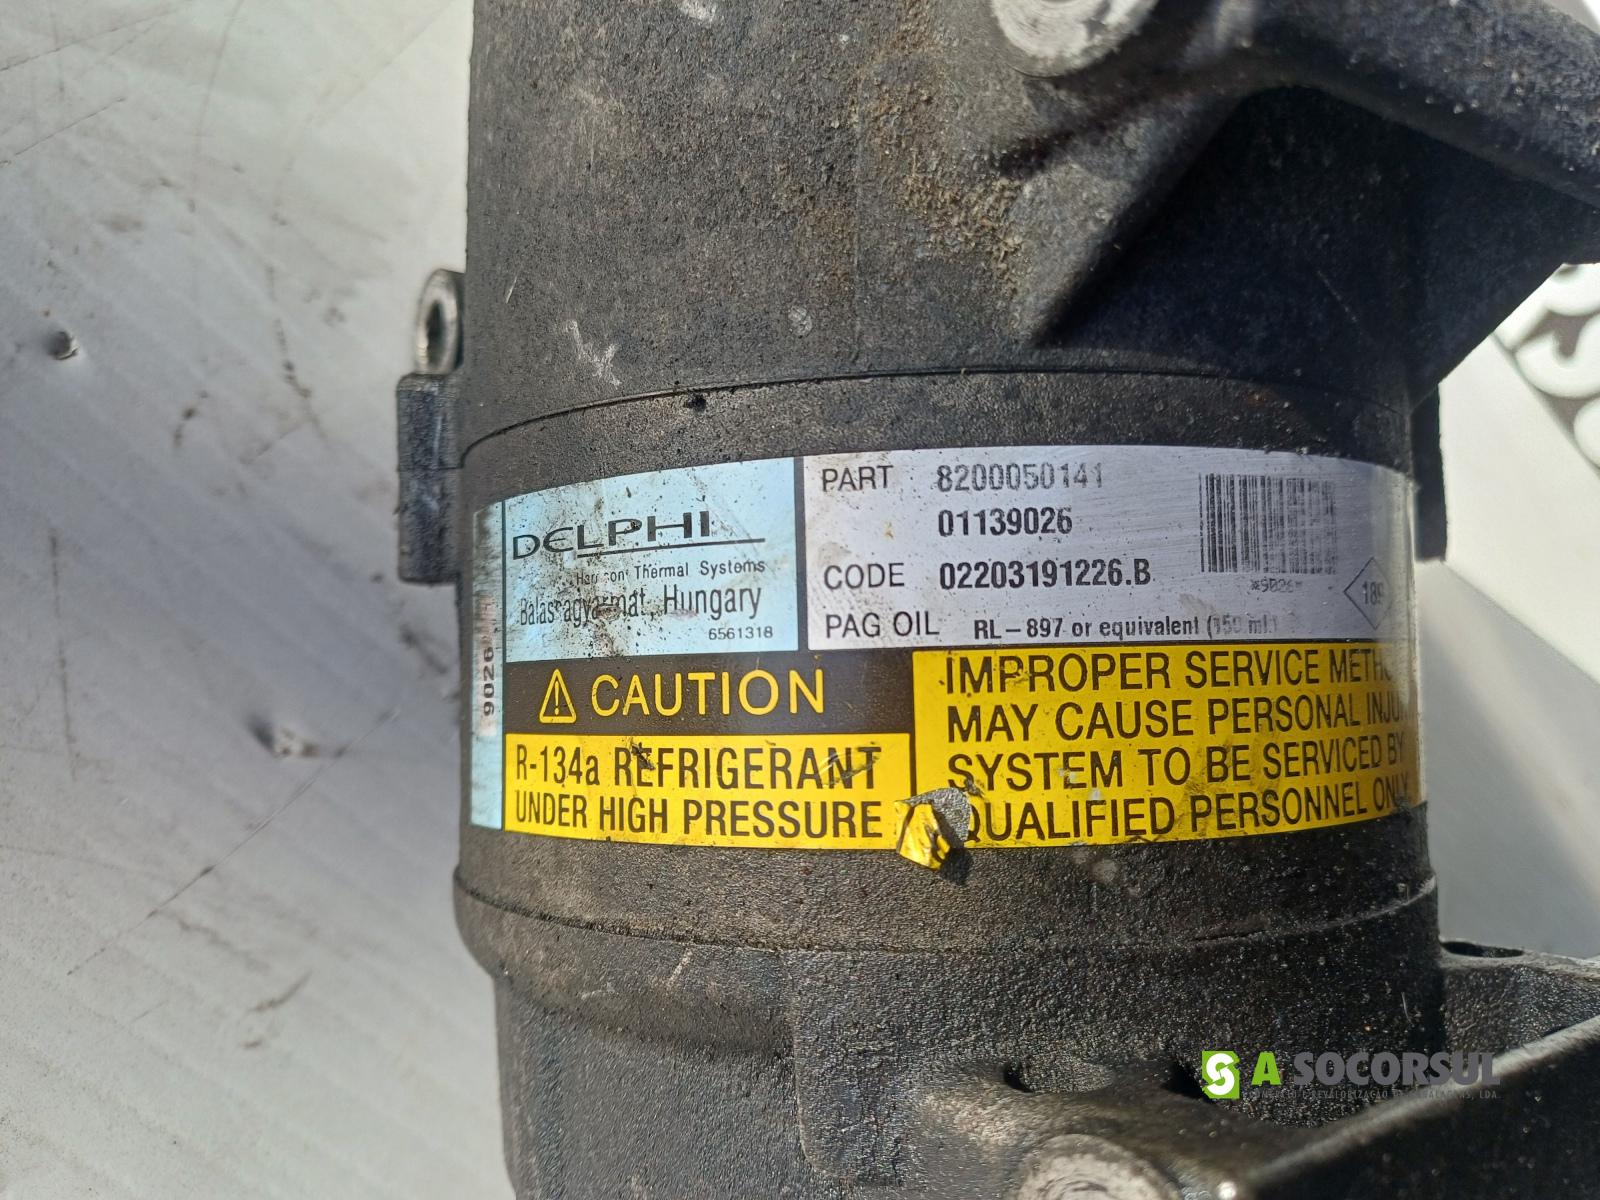 DELPHI
Harrison Thermal Systems
Balassagyarmat, Hungary
6561318
PART 8200050141
01139026
CODE 02203191226.B
PAG OIL RL-897 or equivalent (150 ml.)
189
9026
CAUTION
R-134a REFRIGERANT
UNDER HIGH PRESSURE
IMPROPER SERVICE
MAY CAUSE PERSONAL
SYSTEM TO BE SERVICED BY
QUALIFIED PERSONNEL ONLY
A SOCORSUL